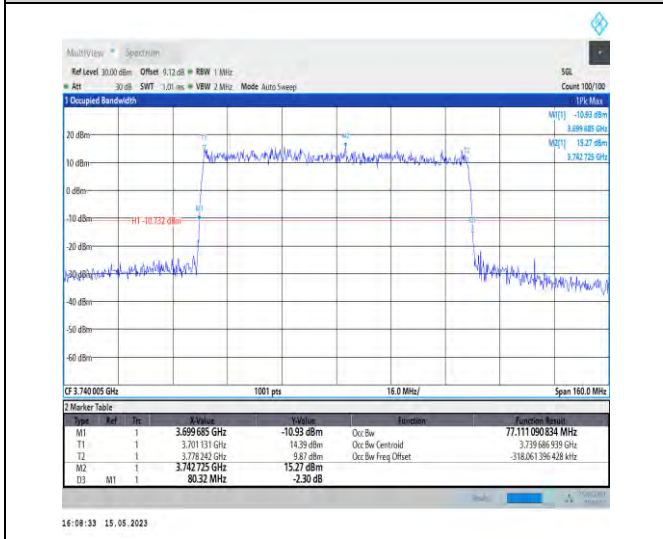 MultiView Spectrum
Ref Level 30.00 dBm Offset 9.12 dB RBW 1 MHz SGL
Att 30 dB SWT 1.01 ms VBW 2 MHz Mode Auto Sweep Count 100/100
1 Occupied Bandwidth 1Pk Max
M1[1] -10.93 dBm
3.699 685 GHz
M2[1] 15.27 dBm
3.742 725 GHz
20 dBm
10 dBm
0 dBm
-10 dBm
H1 -10.732 dBm
-20 dBm
-30 dBm
-40 dBm
-50 dBm
-60 dBm
T1
M2
T2
M1
D3
CF 3.740 005 GHz 1001 pts 16.0 MHz/ Span 160.0 MHz
2 Marker Table
Type Ref Trc X-Value Y-Value Function Function Result
M1 1 3.699 685 GHz -10.93 dBm Occ Bw 77.111 090 834 MHz
T1 1 3.701 131 GHz 14.39 dBm Occ Bw Centroid 3.739 686 939 GHz
T2 1 3.778 242 GHz 9.87 dBm Occ Bw Freq Offset -318.061 396 428 kHz
M2 1 3.742 725 GHz 15.27 dBm
D3 M1 1 80.32 MHz -2.30 dB
16:08:33 15.05.2023